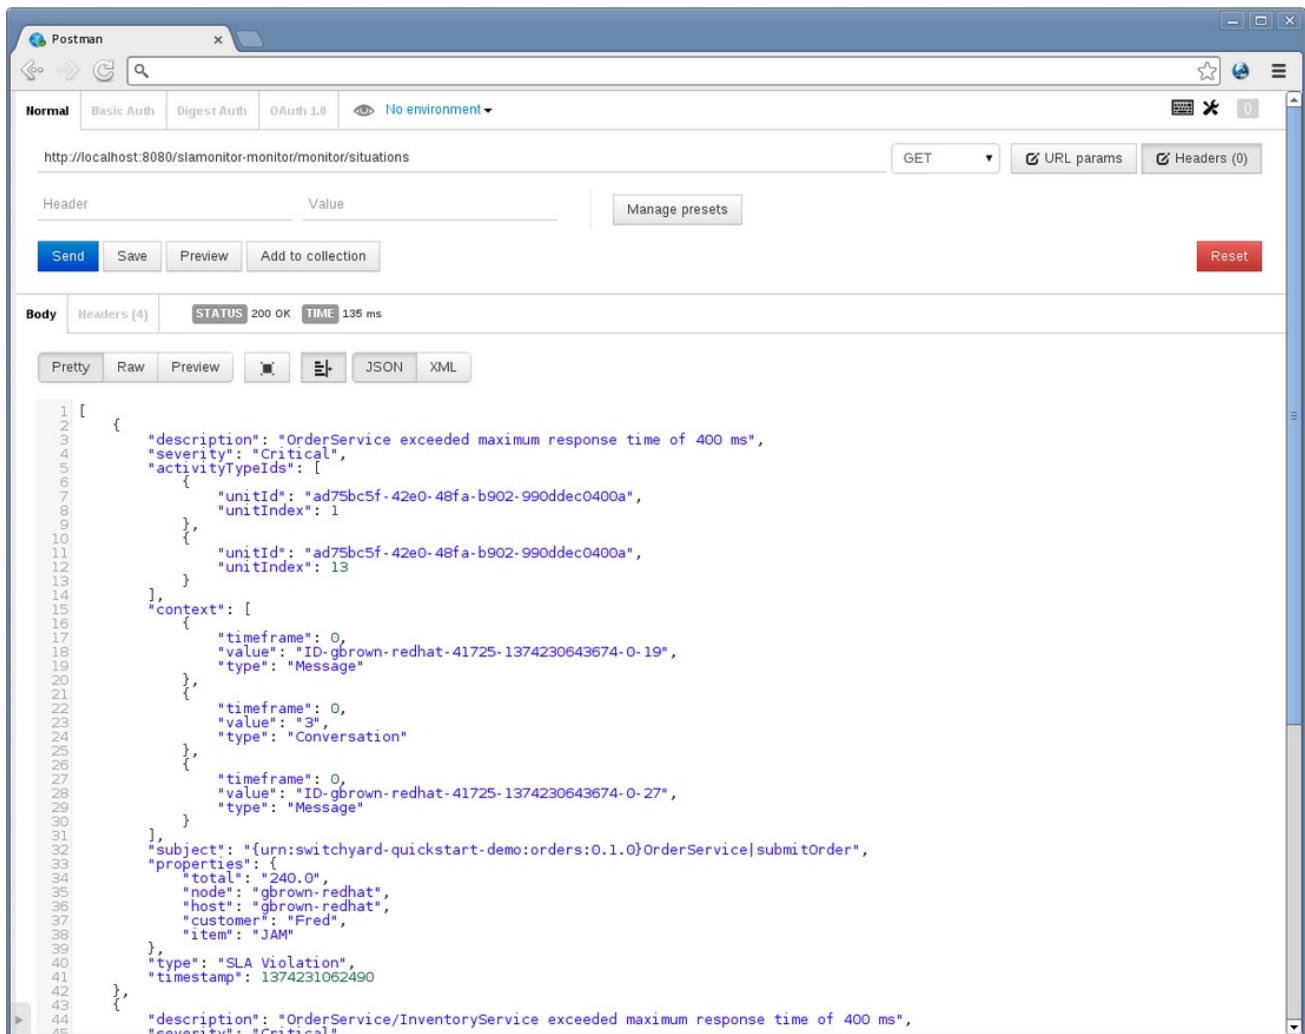 Postman
Normal Basic Auth Digest Auth OAuth 1.0 No environment 0
http://localhost:8080/slamonitor-monitor/monitor/situations GET URL params Headers (0)
Header Value Manage presets
Send Save Preview Add to collection Reset
Body Headers (4) STATUS 200 OK TIME 135 ms
Pretty Raw Preview JSON XML
1 [
2 {
3 "description": "OrderService exceeded maximum response time of 400 ms",
4 "severity": "Critical",
5 "activityTypeIds": [
6 {
7 "unitId": "ad75bc5f-42e0-48fa-b902-990ddec0400a",
8 "unitIndex": 1
9 },
10 {
11 "unitId": "ad75bc5f-42e0-48fa-b902-990ddec0400a",
12 "unitIndex": 13
13 }
14 ],
15 "context": [
16 {
17 "timeframe": 0,
18 "value": "ID-gbrown-redhat-41725-1374230643674-0-19",
19 "type": "Message"
20 },
21 {
22 "timeframe": 0,
23 "value": "3",
24 "type": "Conversation"
25 },
26 {
27 "timeframe": 0,
28 "value": "ID-gbrown-redhat-41725-1374230643674-0-27",
29 "type": "Message"
30 }
31 ],
32 "subject": "{urn:switchyard-quickstart-demo:orders:0.1.0}OrderService|submitOrder",
33 "properties": {
34 "total": "240.0",
35 "node": "gbrown-redhat",
36 "host": "gbrown-redhat",
37 "customer": "Fred",
38 "item": "JAM"
39 },
40 "type": "SLA Violation",
41 "timestamp": 1374231062490
42 },
43 {
44 "description": "OrderService/InventoryService exceeded maximum response time of 400 ms",
45 "severity": "Critical"